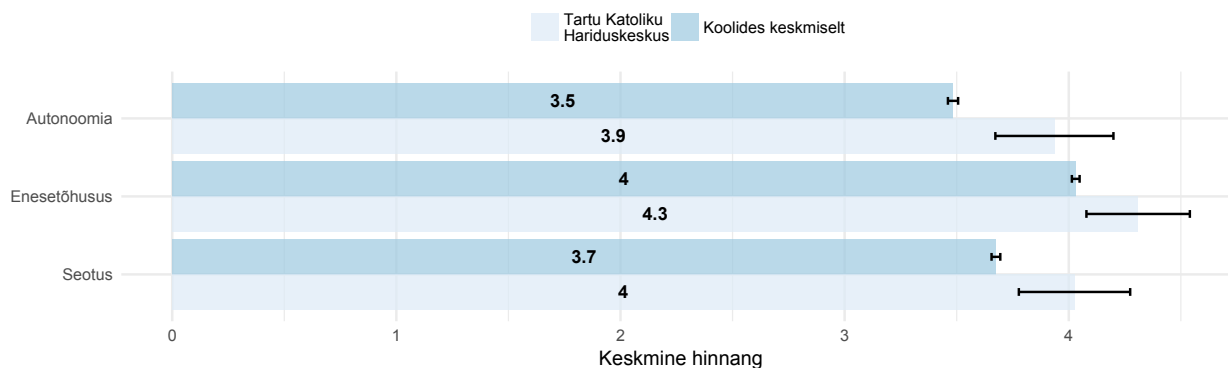 Tartu Katoliku
Hariduskeskus
Koolides keskmiselt
Autonoomia
3.5
3.9
Enesetõhusus
4
4.3
Seotus
3.7
4
0 1 2 3 4
Keskmine hinnang